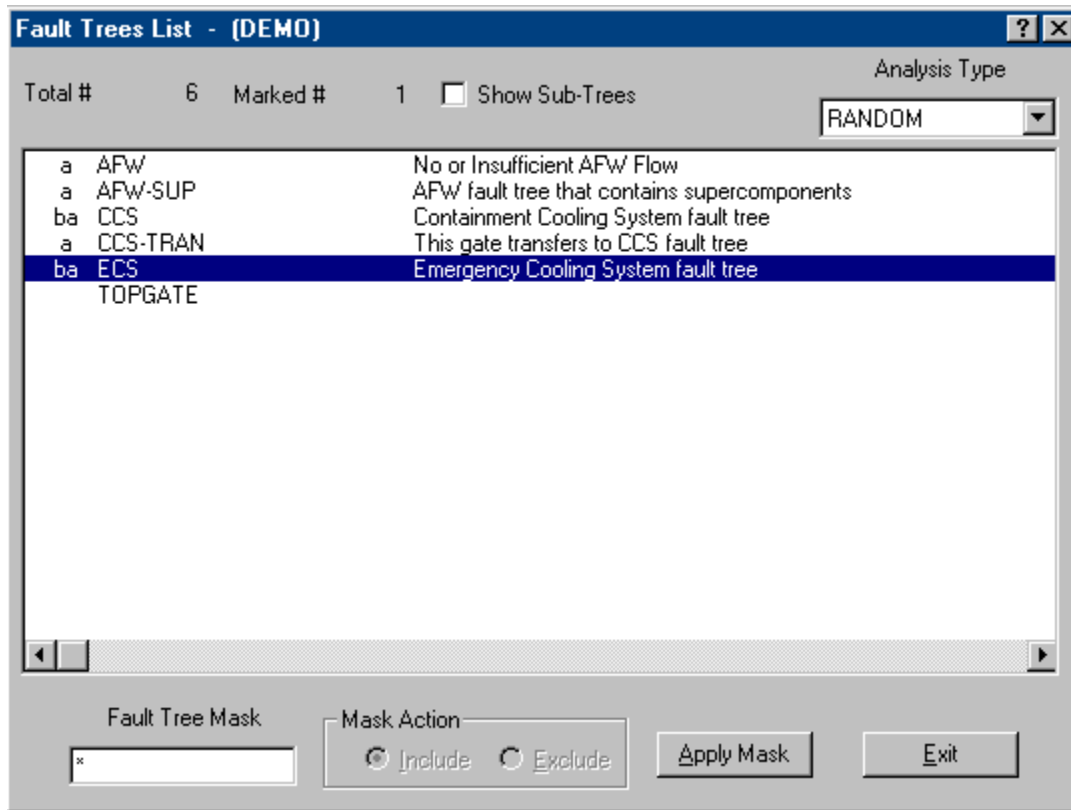 Fault Trees List - (DEMO)
Analysis Type
Total # 6 Marked # 1 Show Sub-Trees
RANDOM
a AFW No or Insufficient AFW Flow
a AFW-SUP AFW fault tree that contains supercomponents
ba CCS Containment Cooling System fault tree
a CCS-TRAN This gate transfers to CCS fault tree
ba ECS Emergency Cooling System fault tree
TOPGATE
Fault Tree Mask
Mask Action
*
Include Exclude
Apply Mask
Exit